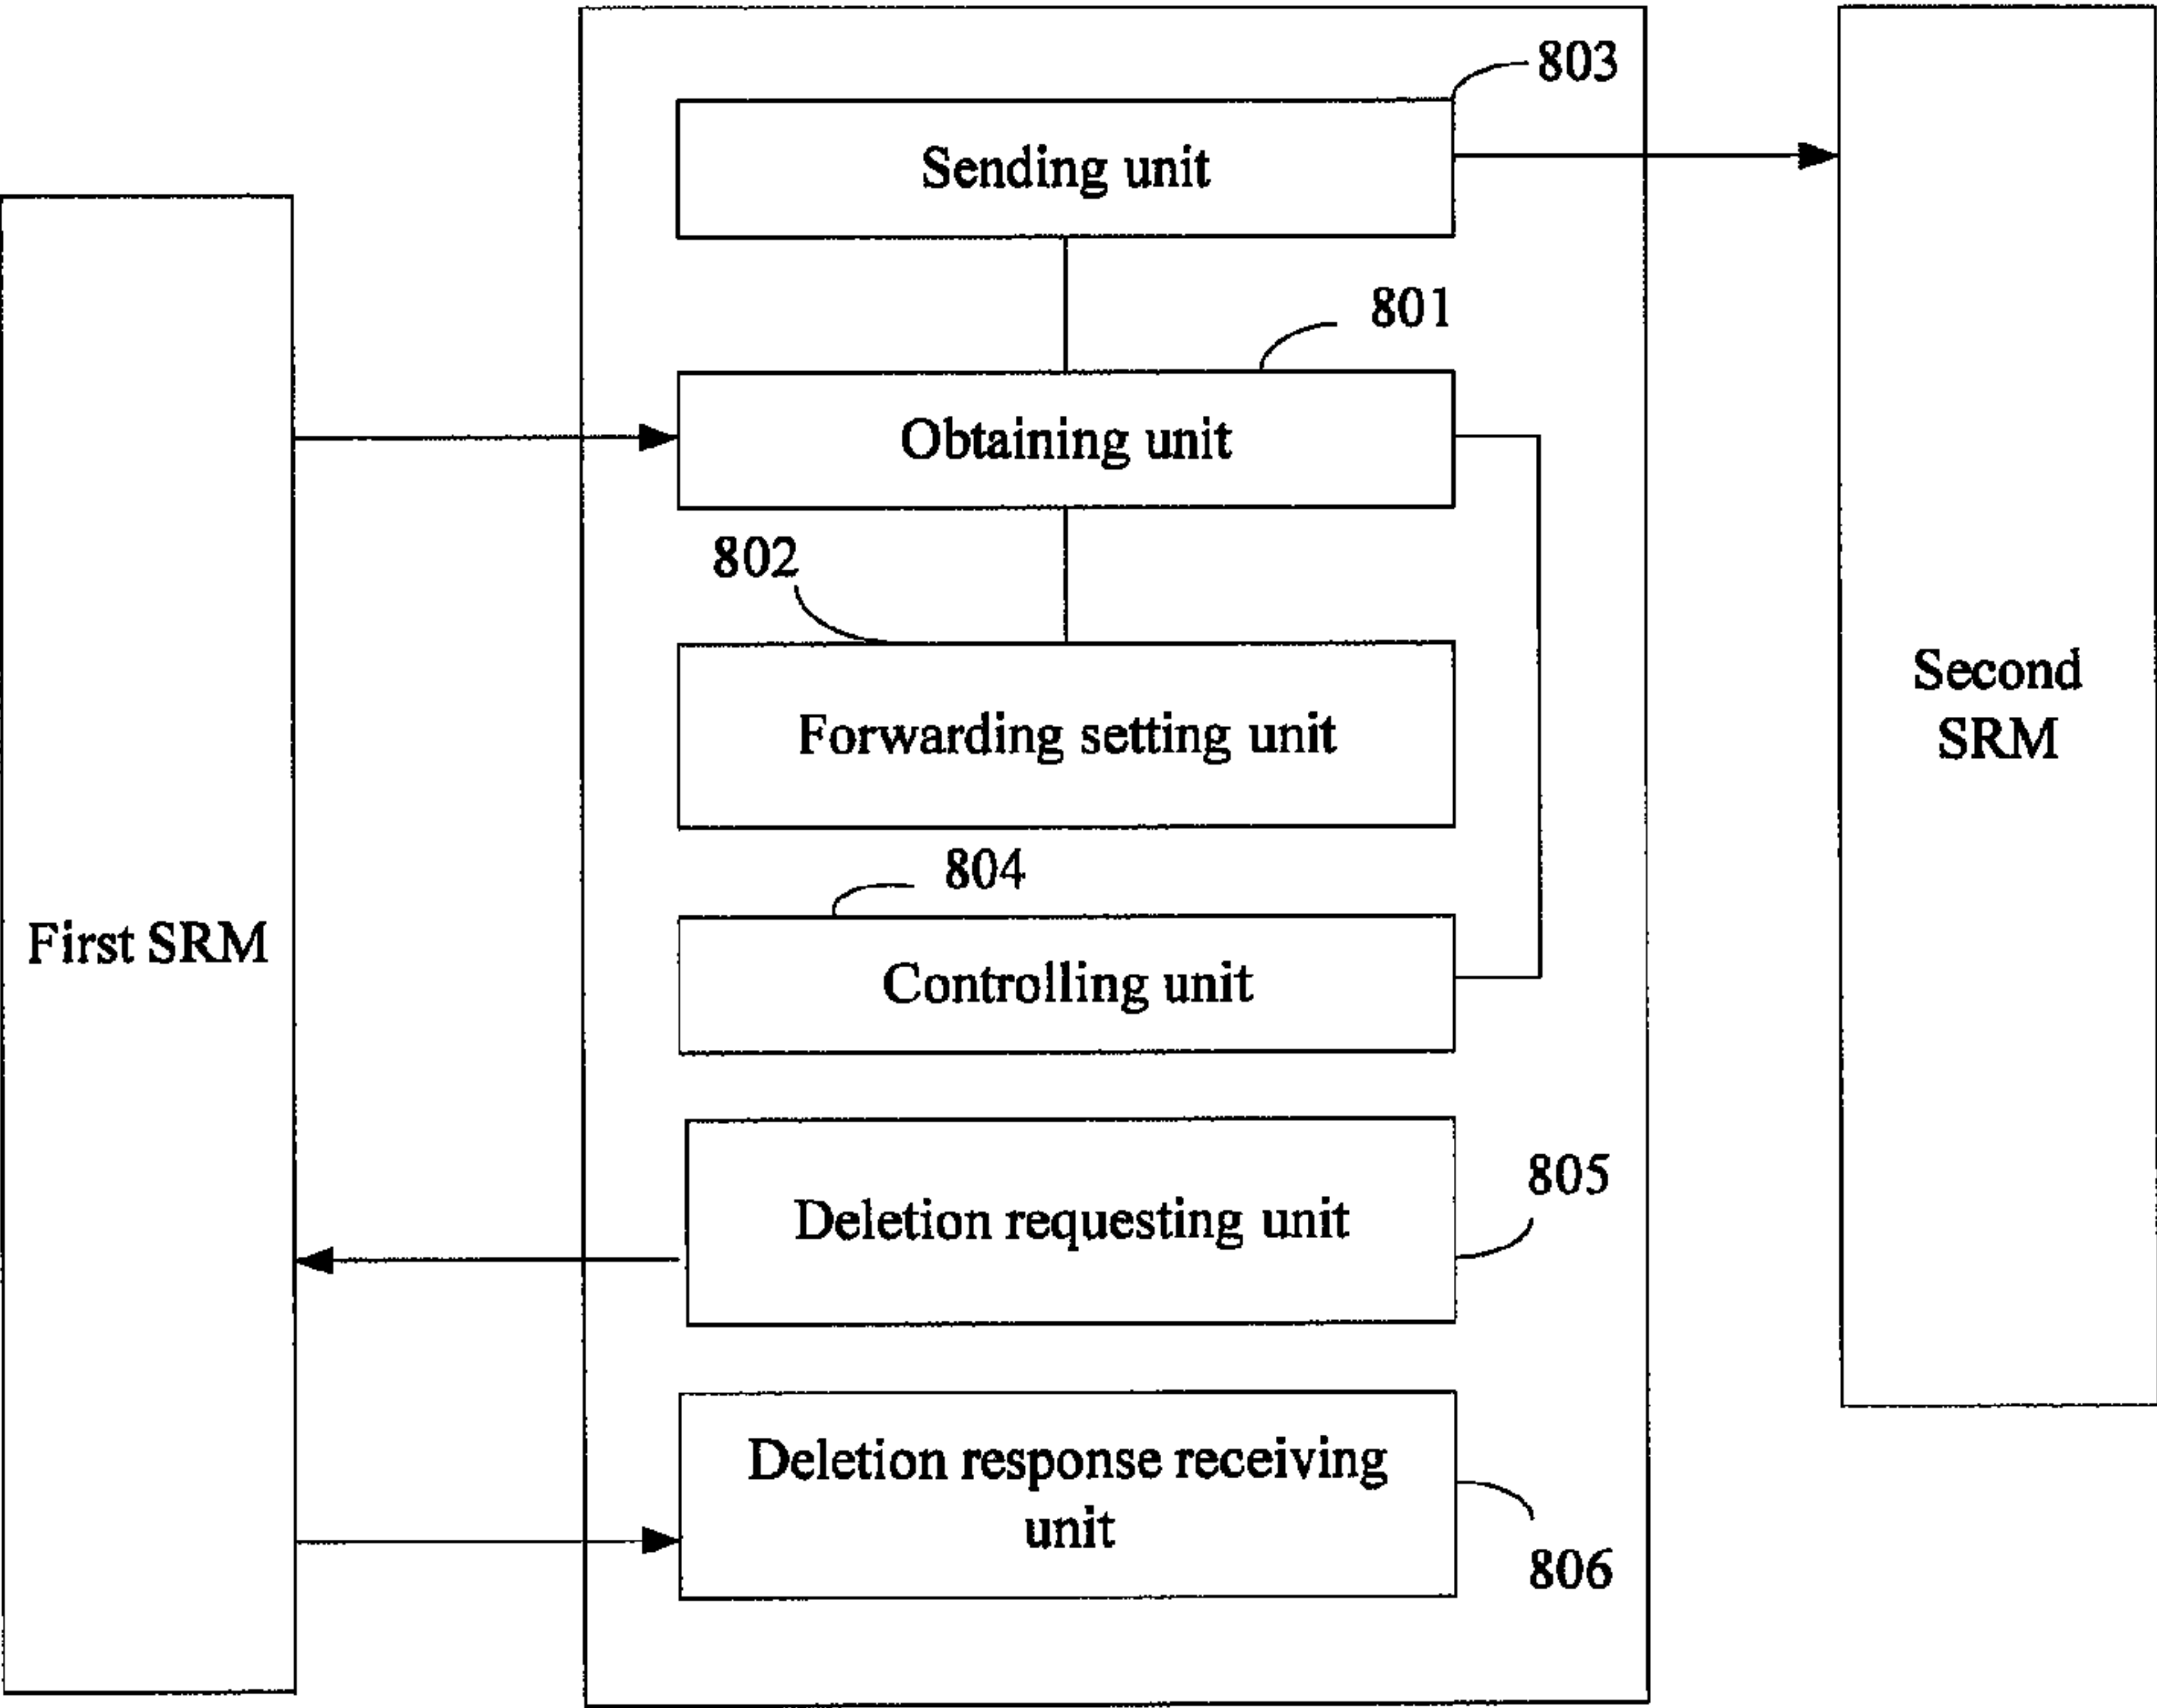 803
Sending unit
801
Obtaining unit
802
Forwarding setting unit
Second
SRM
804
First SRM
Controlling unit
805
Deletion requesting unit
Deletion response receiving
unit
806